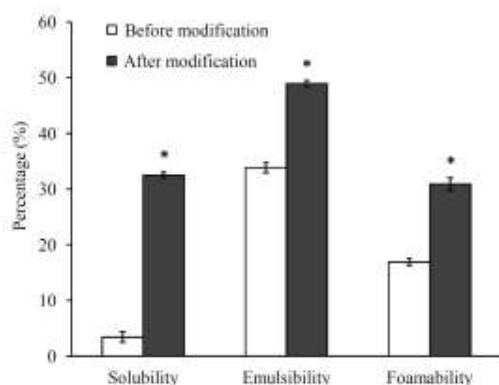 60
50
40
30
20
10
0
Percentage (%)
Before modification
After modification
*
*
*
Solubility Emulsibility Foamability